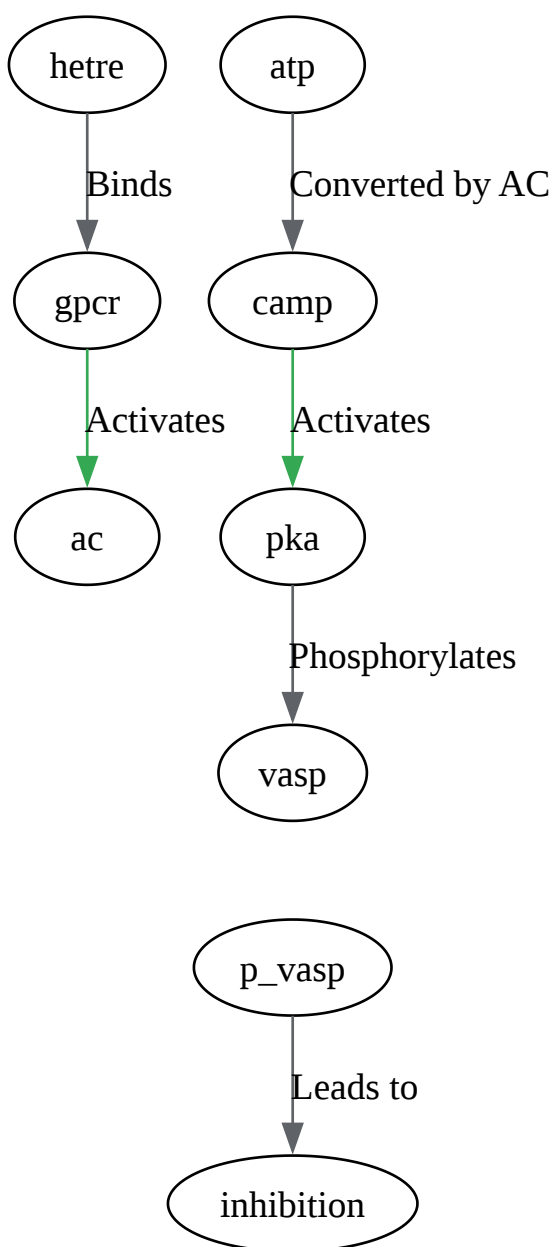 hetre
atp
Binds
Converted by AC
gpcr
camp
Activates
Activates
ac
pka
Phosphorylates
vasp
p_vasp
Leads to
inhibition